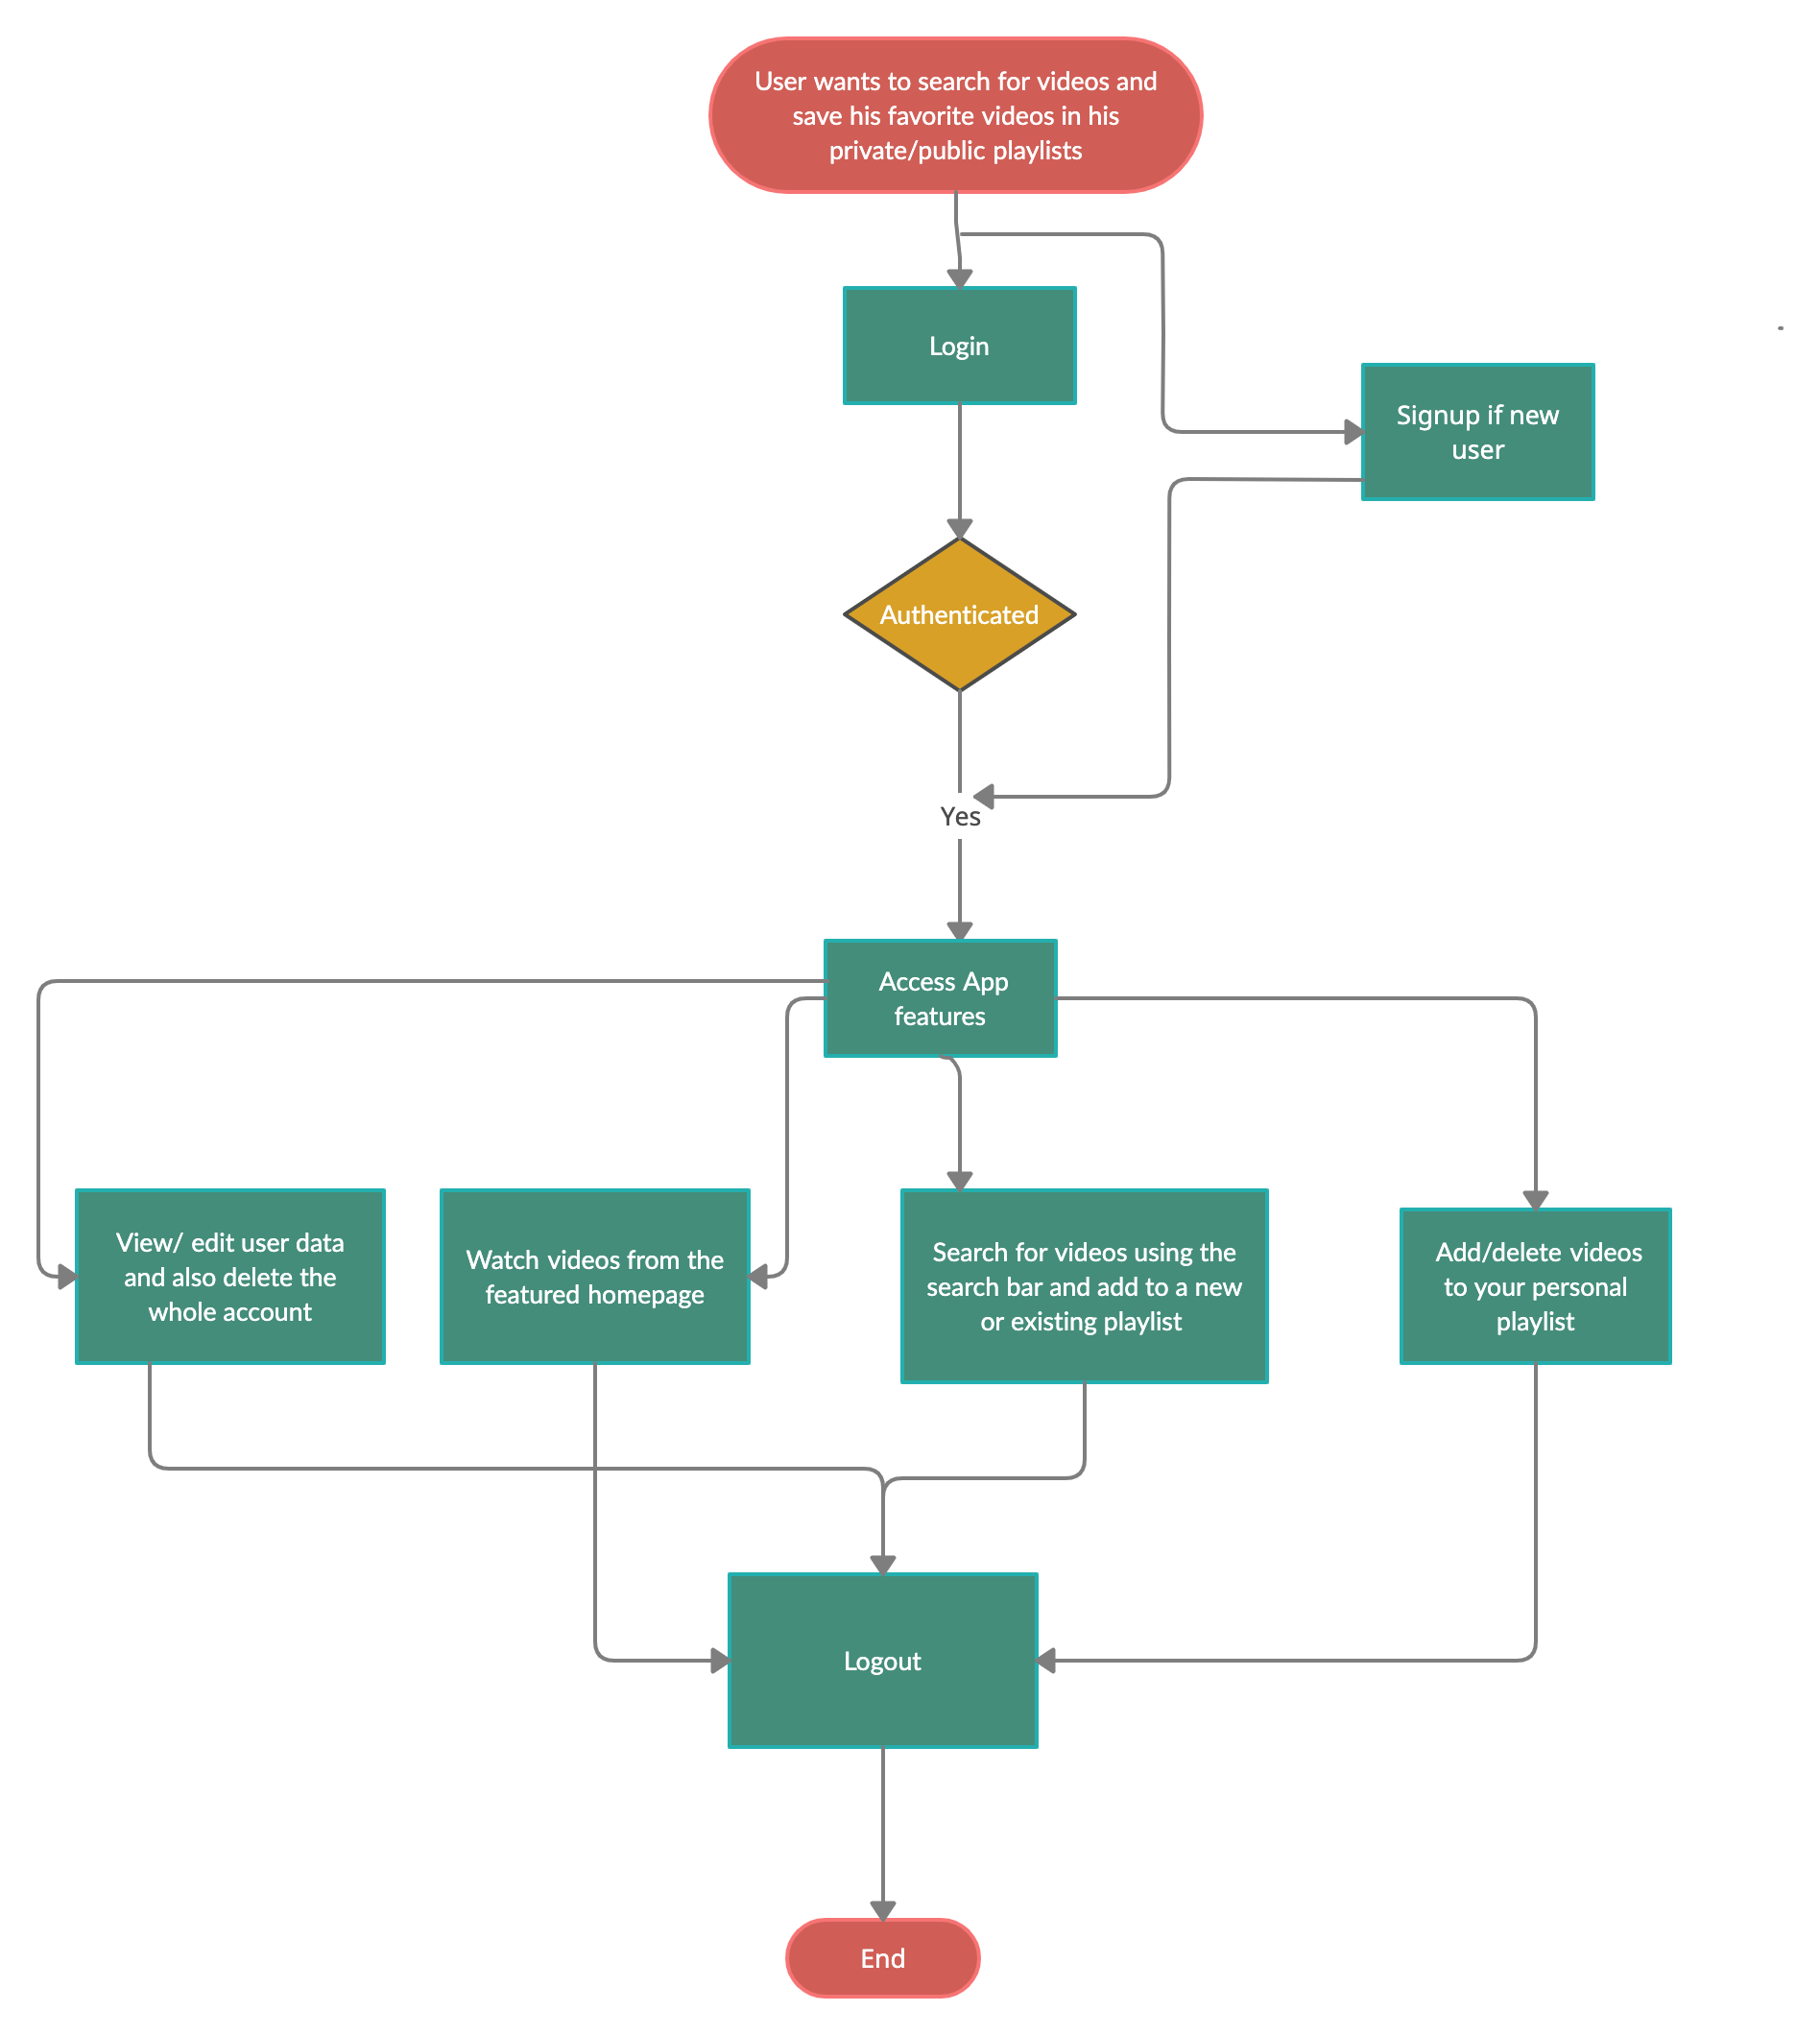 User wants to search for videos and
save his favorite videos in his
private/public playlists
Login
Signup if new
user
Authenticated
Yes
Access App
features
View/ edit user data
and also delete the
whole account
Watch videos from the
featured homepage
Search for videos using the
search bar and add to a new
or existing playlist
Add/delete videos
to your personal
playlist
Logout
End